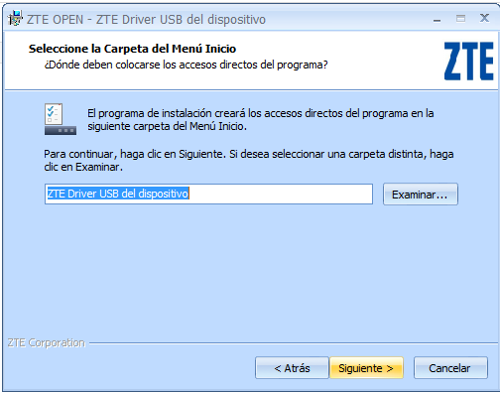 ZTE OPEN - ZTE Driver USB del dispositivo
Seleccione la Carpeta del Menú Inicio
¿Dónde deben colocarse los accesos directos del programa?
ZTE
El programa de instalación creará los accesos directos del programa en la
siguiente carpeta del Menú Inicio.
Para continuar, haga clic en Siguiente. Si desea seleccionar una carpeta distinta, haga
clic en Examinar.
ZTE Driver USB del dispositivo
Examinar...
ZTE Corporation
< Atrás
Siguiente >
Cancelar